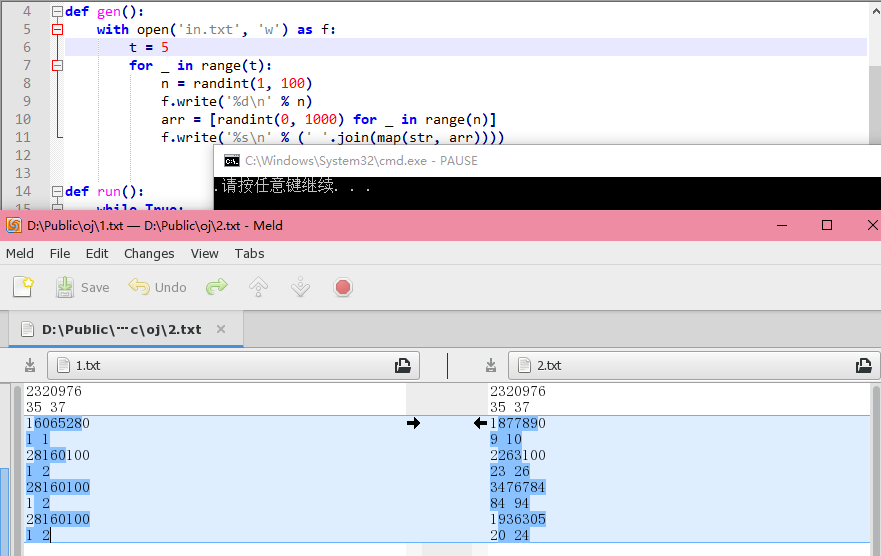 4 def gen():
5 with open('in.txt', 'w') as f:
6 t = 5
7 for _ in range(t):
8 n = randint(1, 100)
9 f.write('%d\n' % n)
10 arr = [randint(0, 1000) for _ in range(n)]
11 f.write('%s\n' % (' '.join(map(str, arr))))
12
13
C:\Windows\System32\cmd.exe - PAUSE
.请按任意键继续. . .
14 def run():
15 while True:
D:\Public\oj\1.txt — D:\Public\oj\2.txt - Meld
Meld File Edit Changes View Tabs
Save Undo
D:\Public\···c\oj\2.txt
1.txt 2.txt
2320976 2320976
35 37 35 37
16065280 1877890
1 1 9 10
28160100 2263100
1 2 23 26
28160100 3476784
1 2 84 94
28160100 1936305
1 2 20 24